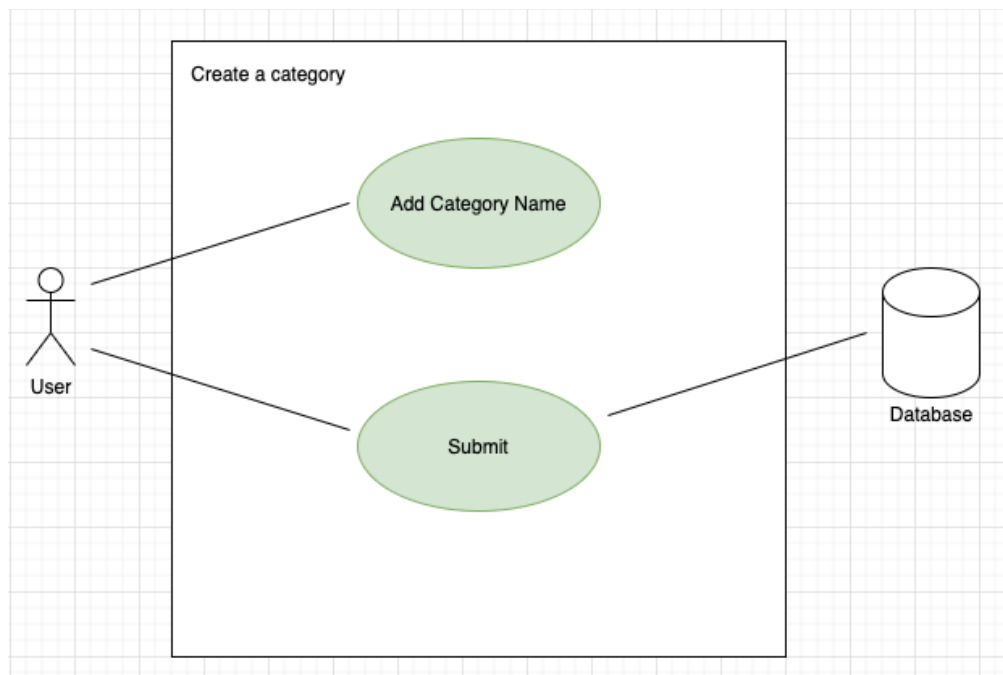 Create a category
Add Category Name
User
Submit
Database